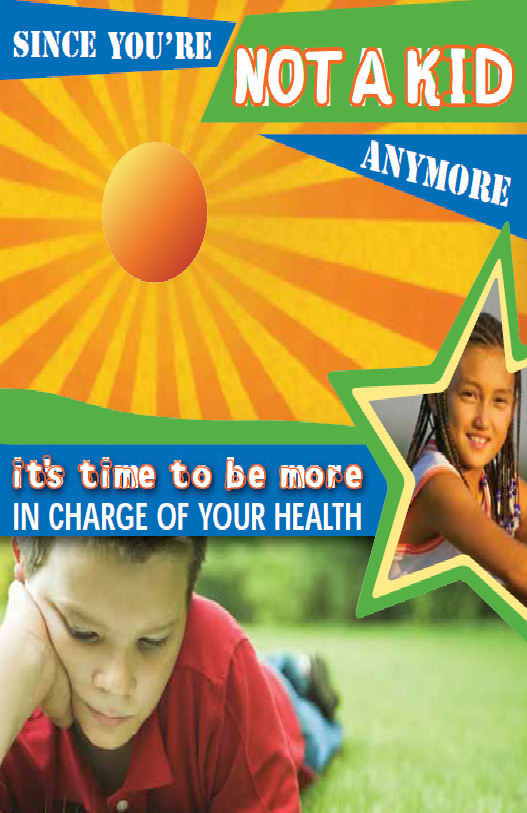 SINCE YOU'RE
NOT A KID
ANYMORE
it's time to be more
IN CHARGE OF YOUR HEALTH